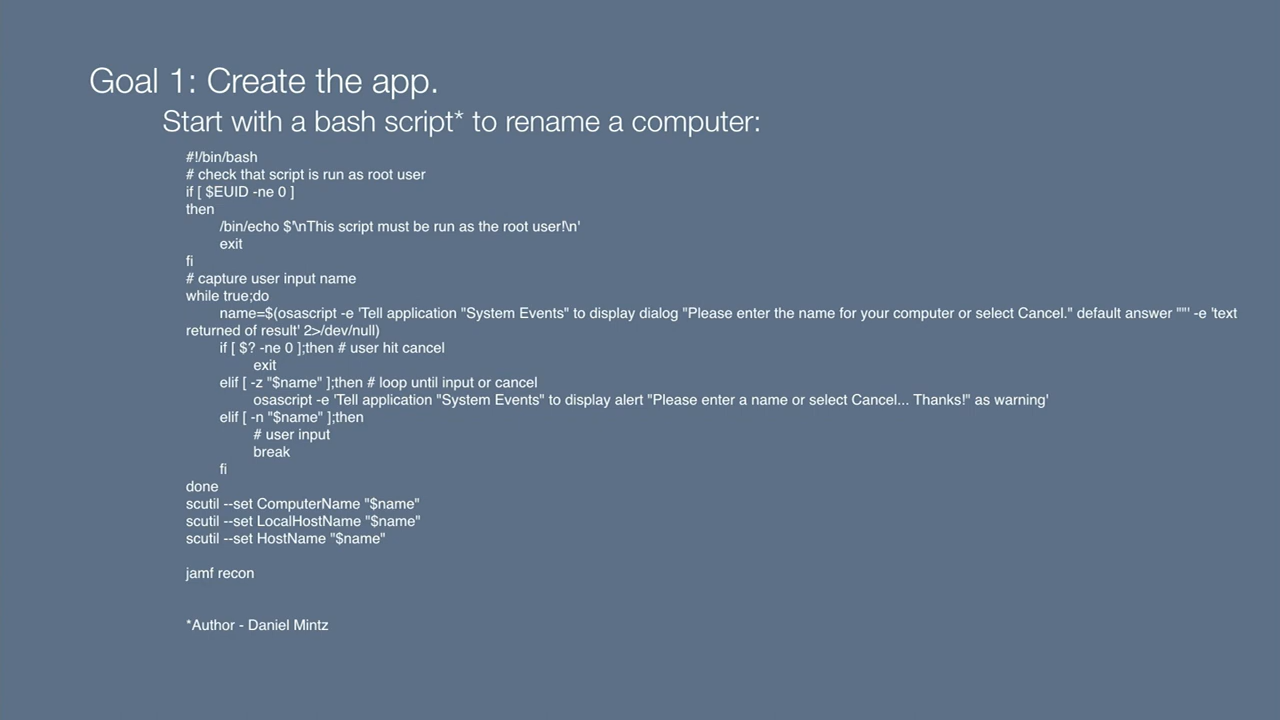 Goal 1: Create the app.
Start with a bash script* to rename a computer:
#!/bin/bash
# check that script is run as root user
if [ $EUID -ne 0 ]
then
/bin/echo $'\nThis script must be run as the root user!\n'
exit
fi
# capture user input name
while true;do
name=$(osascript -e 'Tell application "System Events" to display dialog "Please enter the name for your computer or select Cancel." default answer ""' -e 'text
returned of result' 2>/dev/null)
if [ $? -ne 0 ];then # user hit cancel
exit
elif [ -z "$name" ];then # loop until input or cancel
osascript -e 'Tell application "System Events" to display alert "Please enter a name or select Cancel... Thanks!" as warning'
elif [ -n "$name" ];then
# user input
break
fi
done
scutil --set ComputerName "$name"
scutil --set LocalHostName "$name"
scutil --set HostName "$name"
jamf recon
*Author - Daniel Mintz